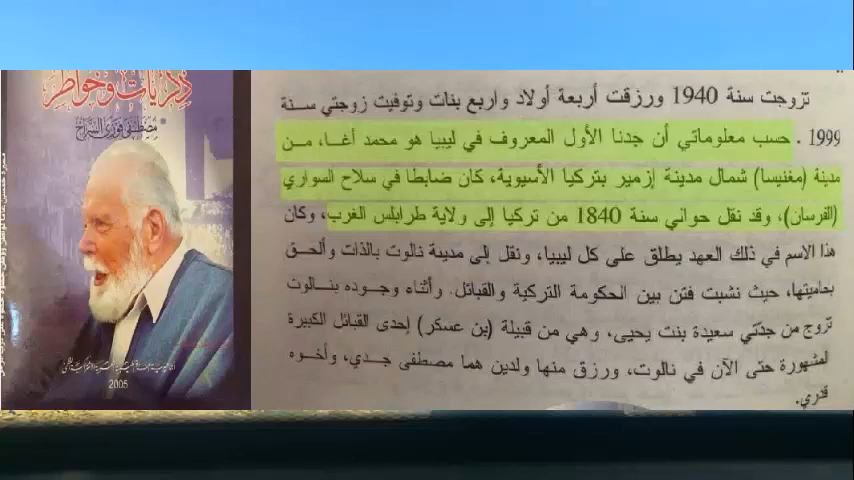 ذكريات وخواطر
مصطفى فوزي السراج
2005
تزوجت سنة 1940 ورزقت أربعة أولاد واربع بنات وتوفيت زوجتي سنة
1999 . حسب معلوماتي أن جدنا الأول المعروف في ليبيا هو محمد أغا، من
مدينة (مغنيسا) شمال مدينة إزمير بتركيا الأسيوية، كان ضابطا في سلاح السواري
(الفرسان)، وقد نقل حوالي سنة 1840 من تركيا إلى ولاية طرابلس الغرب، وكان
هذا الاسم في ذلك العهد يطلق على كل ليبيا، ونقل إلى مدينة نالوت بالذات وألحق
بحاميتها، حيث نشبت فتن بين الحكومة التركية والقبائل. وأثناء وجوده بنالوت
تزوج من جدتي سعيدة بنت يحيى، وهي من قبيلة (بن عسكر) إحدى القبائل الكبيرة
لمشهورة حتى الآن في نالوت، ورزق منها ولدين هما مصطفى جدي، وأخوه
قدري.